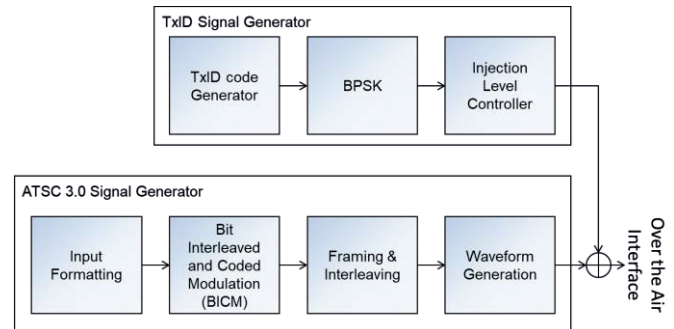 TxID Signal Generator
TxID code
Generator
BPSK
Injection
Level
Controller
ATSC 3.0 Signal Generator
Input
Formatting
Bit
Interleaved
and Coded
Modulation
(BICM)
Framing &
Interleaving
Waveform
Generation
Over the Air
Interface